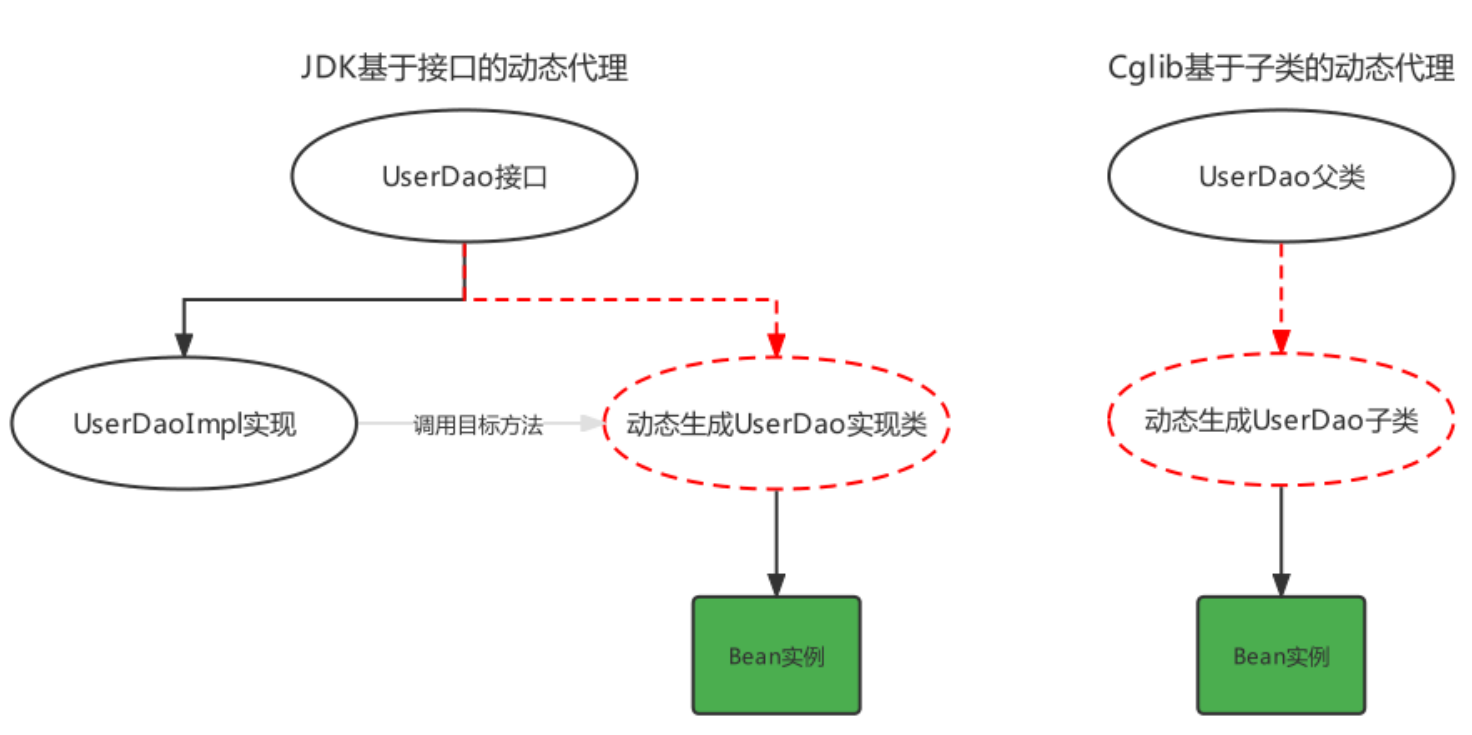 JDK基于接口的动态代理
UserDao接口
UserDaoImpl实现
调用目标方法
动态生成UserDao实现类
Bean实例
Cglib基于子类的动态代理
UserDao父类
动态生成UserDao子类
Bean实例